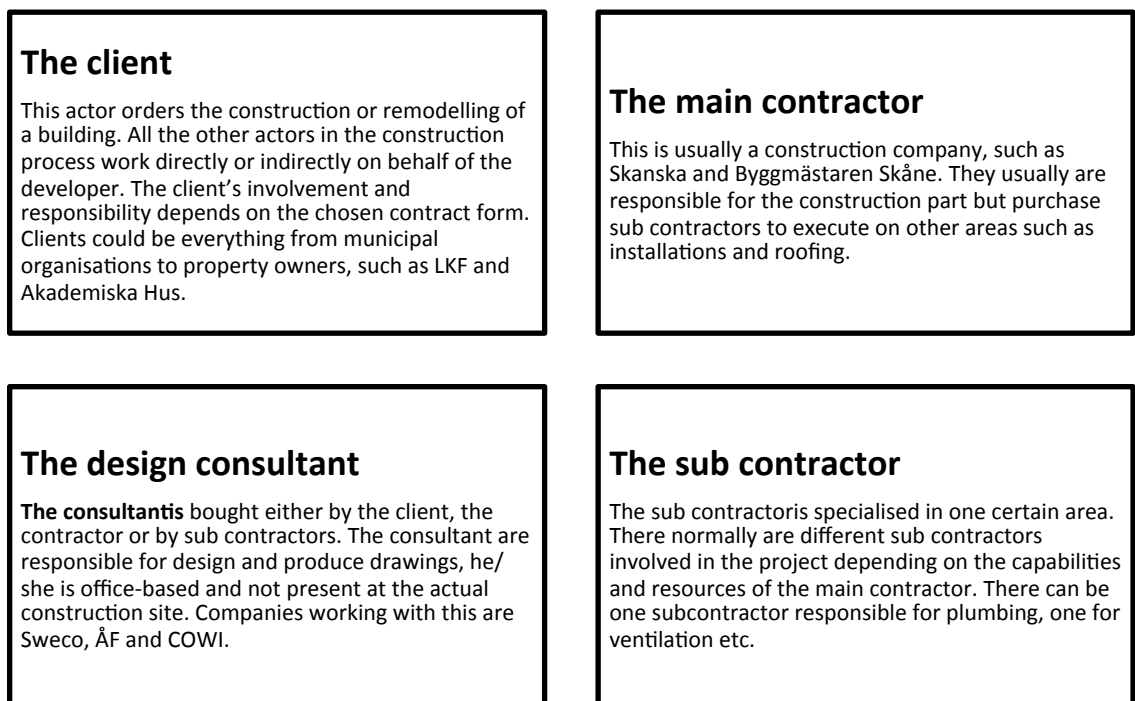 The client
This actor orders the construction or remodelling of
a building. All the other actors in the construction
process work directly or indirectly on behalf of the
developer. The client's involvement and
responsibility depends on the chosen contract form.
Clients could be everything from municipal
organisations to property owners, such as LKF and
Akademiska Hus.
The main contractor
This is usually a construction company, such as
Skanska and Byggmästaren Skåne. They usually are
responsible for the construction part but purchase
sub contractors to execute on other areas such as
installations and roofing.
The design consultant
The consultantis bought either by the client, the
contractor or by sub contractors. The consultant are
responsible for design and produce drawings, he/
she is office-based and not present at the actual
construction site. Companies working with this are
Sweco, ÅF and COWI.
The sub contractor
The sub contractoris specialised in one certain area.
There normally are different sub contractors
involved in the project depending on the capabilities
and resources of the main contractor. There can be
one subcontractor responsible for plumbing, one for
ventilation etc.